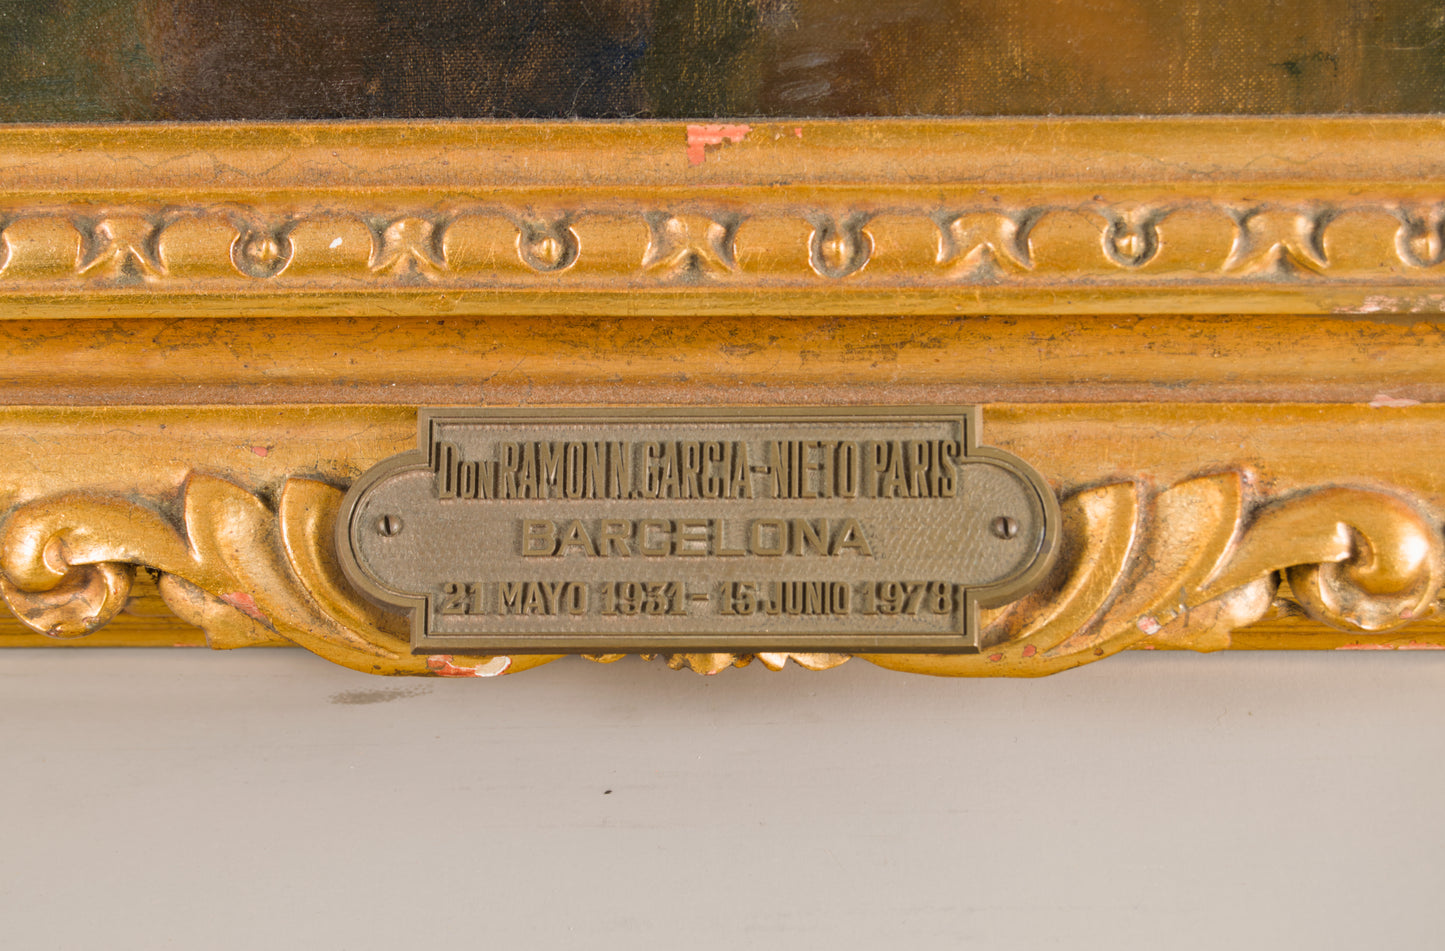 DON RAMON N. GARCIA-NIETO PARIS
BARCELONA
21 MAYO 1931-15 JUNIO 1978